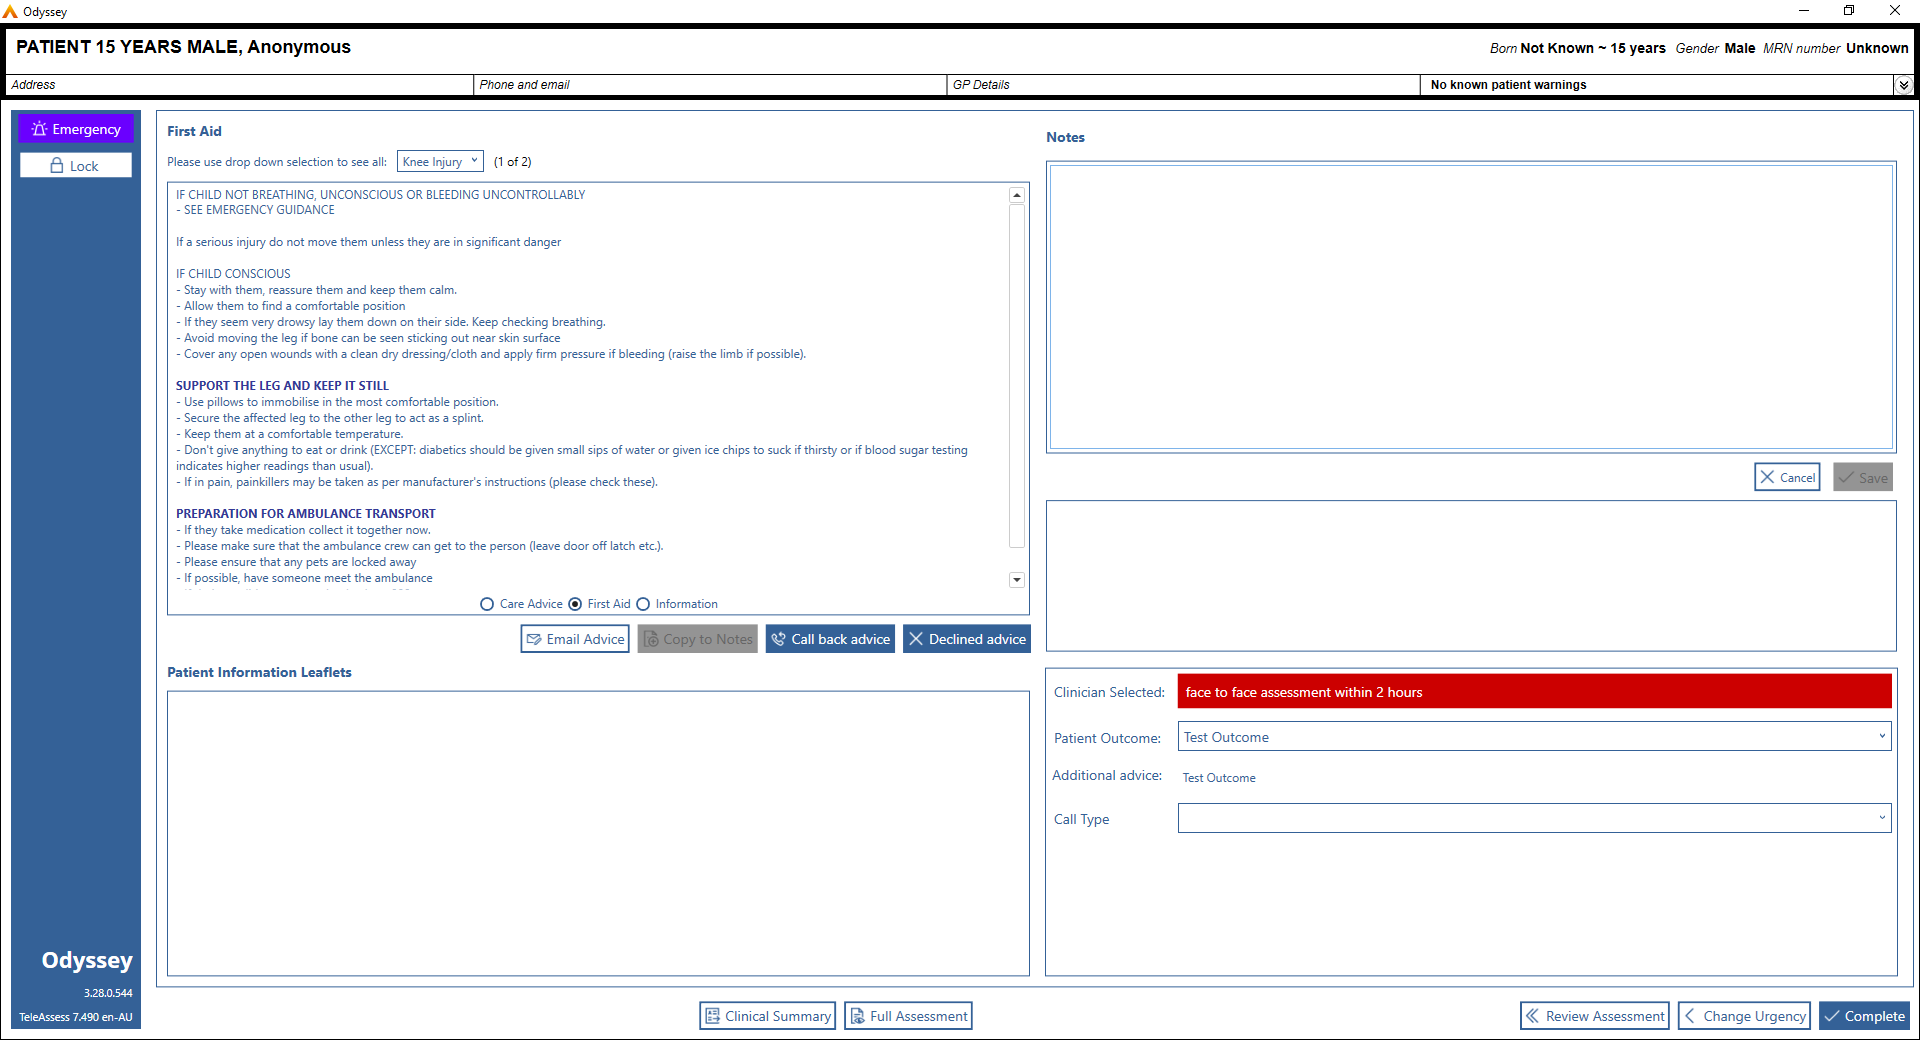 Odyssey
PATIENT 15 YEARS MALE, Anonymous
Born Not Known ~ 15 years Gender Male MRN number Unknown
Address
Phone and email
GP Details
No known patient warnings
Emergency
Lock
First Aid
Please use drop down selection to see all: Knee Injury (1 of 2)
IF CHILD NOT BREATHING, UNCONSCIOUS OR BLEEDING UNCONTROLLABLY
- SEE EMERGENCY GUIDANCE
If a serious injury do not move them unless they are in significant danger
IF CHILD CONSCIOUS
- Stay with them, reassure them and keep them calm.
- Allow them to find a comfortable position
- If they seem very drowsy lay them down on their side. Keep checking breathing.
- Avoid moving the leg if bone can be seen sticking out near skin surface
- Cover any open wounds with a clean dry dressing/cloth and apply firm pressure if bleeding (raise the limb if possible).
SUPPORT THE LEG AND KEEP IT STILL
- Use pillows to immobilise in the most comfortable position.
- Secure the affected leg to the other leg to act as a splint.
- Keep them at a comfortable temperature.
- Don't give anything to eat or drink (EXCEPT: diabetics should be given small sips of water or given ice chips to suck if thirsty or if blood sugar testing
indicates higher readings than usual).
- If in pain, painkillers may be taken as per manufacturer's instructions (please check these).
PREPARATION FOR AMBULANCE TRANSPORT
- If they take medication collect it together now.
- Please make sure that the ambulance crew can get to the person (leave door off latch etc.).
- Please ensure that any pets are locked away
- If possible, have someone meet the ambulance
Care Advice First Aid Information
Email Advice
Copy to Notes
Call back advice
Declined advice
Patient Information Leaflets
Notes
Cancel
Save
Clinician Selected: face to face assessment within 2 hours
Patient Outcome: Test Outcome
Additional advice: Test Outcome
Call Type
Odyssey
3.28.0.544
TeleAssess 7.490 en-AU
Clinical Summary
Full Assessment
Review Assessment
Change Urgency
Complete